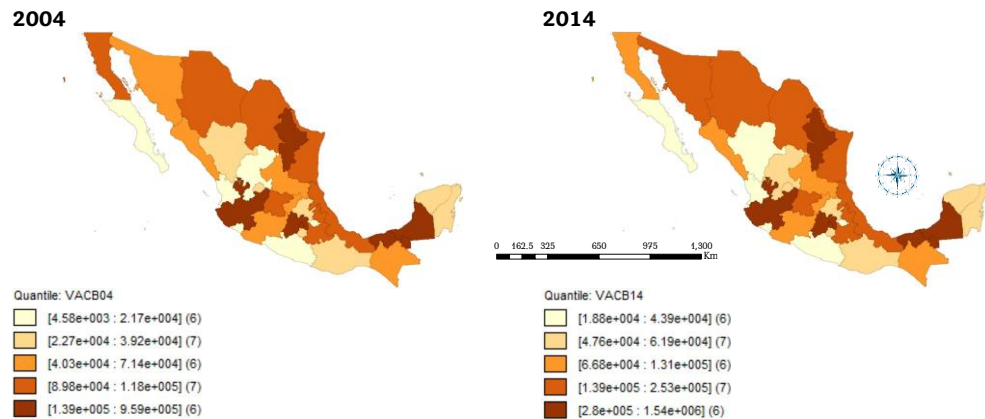 2004
2014
0 162.5 325 650 975 1,300
Km
Quantile: VACB04
[4.58e+003 : 2.17e+004] (6)
[2.27e+004 : 3.92e+004] (7)
[4.03e+004 : 7.14e+004] (6)
[8.98e+004 : 1.18e+005] (7)
[1.39e+005 : 9.59e+005] (6)
Quantile: VACB14
[1.88e+004 : 4.39e+004] (6)
[4.76e+004 : 6.19e+004] (7)
[6.68e+004 : 1.31e+005] (6)
[1.39e+005 : 2.53e+005] (7)
[2.8e+005 : 1.54e+006] (6)